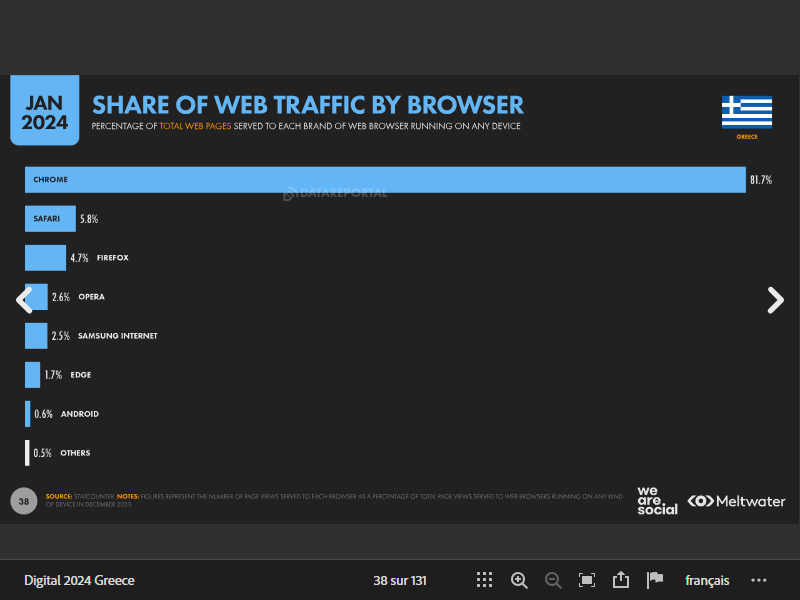 JAN
2024
SHARE OF WEB TRAFFIC BY BROWSER
PERCENTAGE OF TOTAL WEB PAGES SERVED TO EACH BRAND OF WEB BROWSER RUNNING ON ANY DEVICE
GREECE
CHROME
81.7%
DATAREPORTAL
SAFARI
5.8%
4.7% FIREFOX
2.6% OPERA
2.5% SAMSUNG INTERNET
1.7% EDGE
0.6% ANDROID
0.5% OTHERS
38
SOURCE: STATCOUNTER. NOTES: FIGURES REPRESENT THE NUMBER OF PAGE VIEWS SERVED TO EACH BROWSER AS A PERCENTAGE OF TOTAL PAGE VIEWS SERVED TO WEB BROWSERS RUNNING ON ANY KIND
OF DEVICE IN DECEMBER 2023.
we
are
social
Meltwater
Digital 2024 Greece
38 sur 131
français